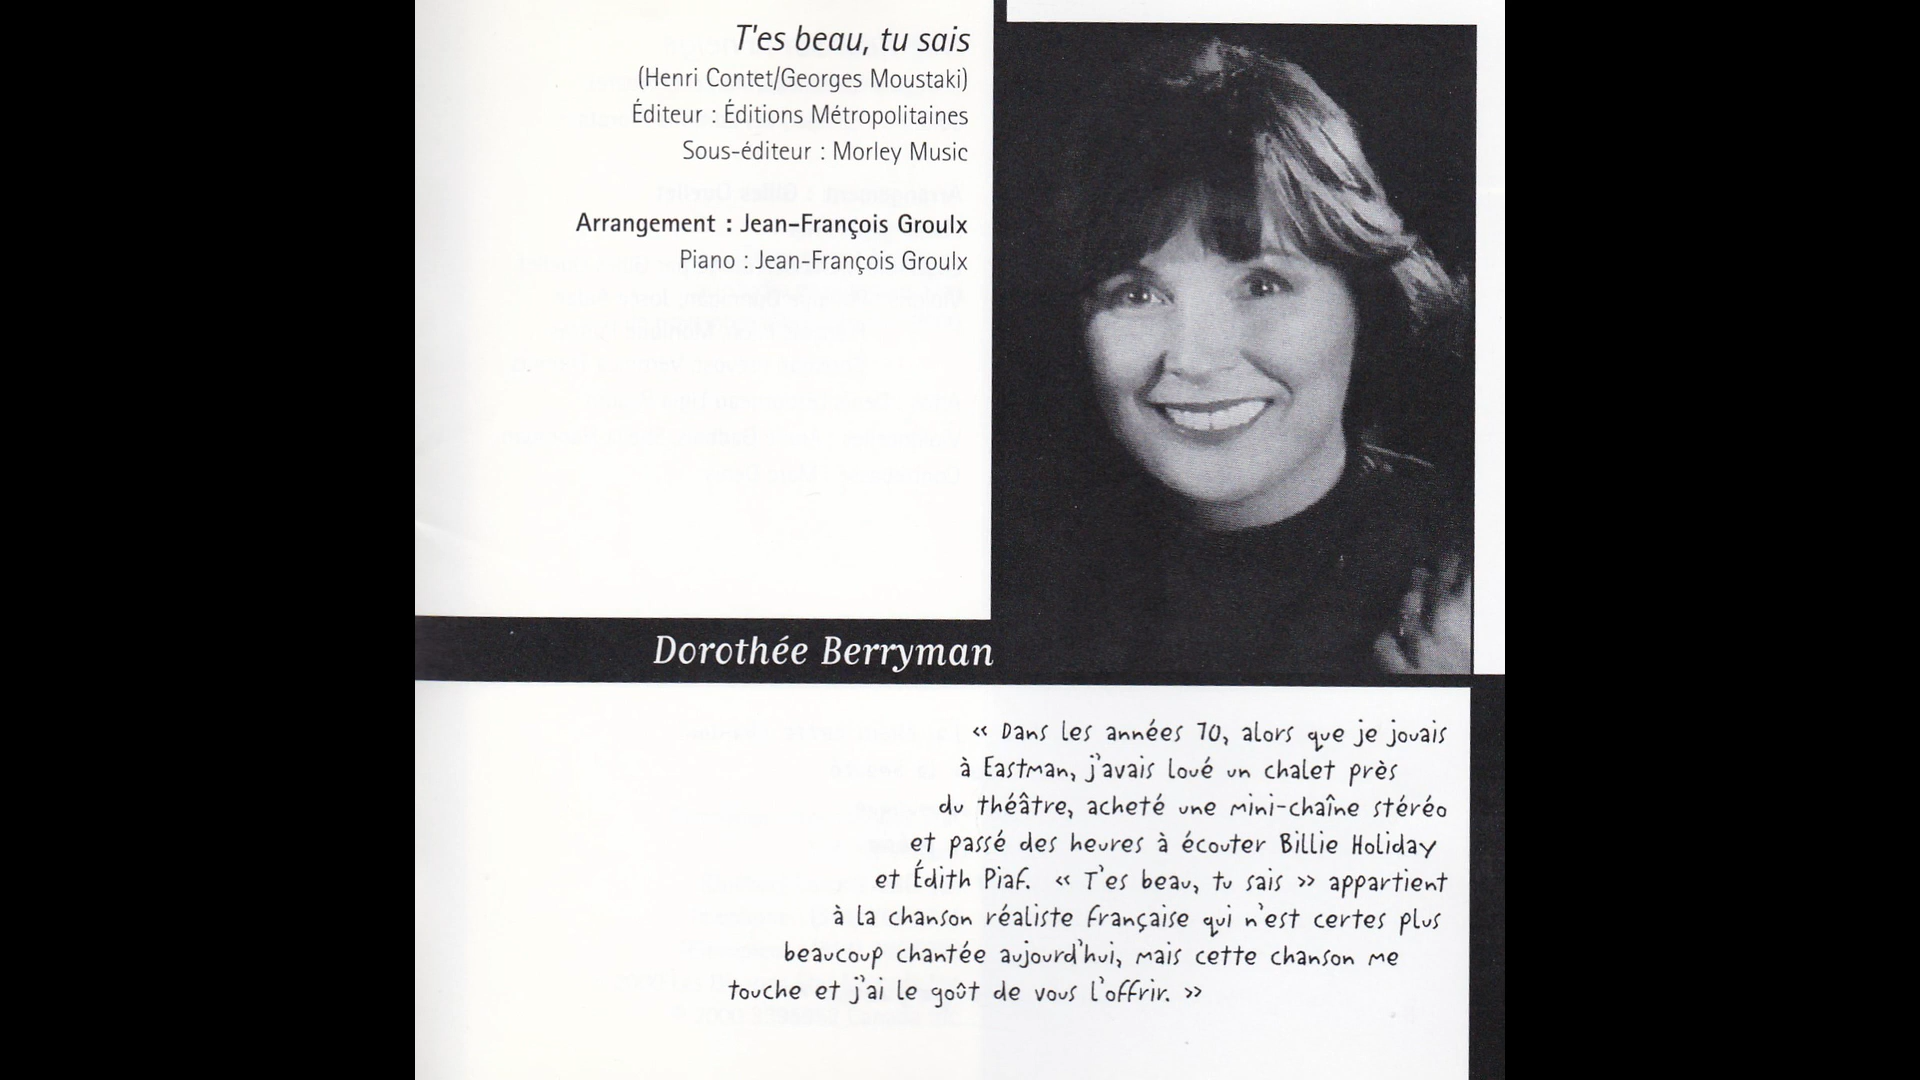 T'es beau, tu sais
(Henri Contet/Georges Moustaki)
Éditeur : Éditions Métropolitaines
Sous-éditeur : Morley Music
Arrangement : Jean-François Groulx
Piano : Jean-François Groulx
Dorothée Berryman
« Dans les années 70, alors que je jouais
à Eastman, j'avais loué un chalet près
du théâtre, acheté une mini-chaîne stéréo
et passé des heures à écouter Billie Holiday
et Édith Piaf. « T'es beau, tu sais » appartient
à la chanson réaliste française qui n'est certes plus
beaucoup chantée aujourd'hui, mais cette chanson me
touche et j'ai le goût de vous l'offrir. »